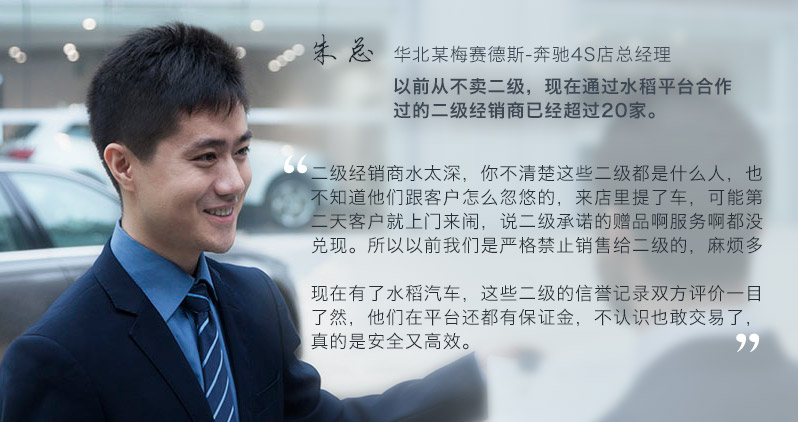 朱总 华北某梅赛德斯-奔驰4S店总经理
以前从不卖二级，现在通过水稻平台合作
过的二级经销商已经超过20家。
“二级经销商水太深，你不清楚这些二级都是什么人，也
不知道他们跟客户怎么忽悠的，来店里提了车，可能第
二天客户就上门来闹，说二级承诺的赠品啊服务啊都没
兑现。所以以前我们是严格禁止销售给二级的，麻烦多
现在有了水稻汽车，这些二级的信誉记录双方评价一目
了然，他们在平台还都有保证金，不认识也敢交易了，
真的是安全又高效。”